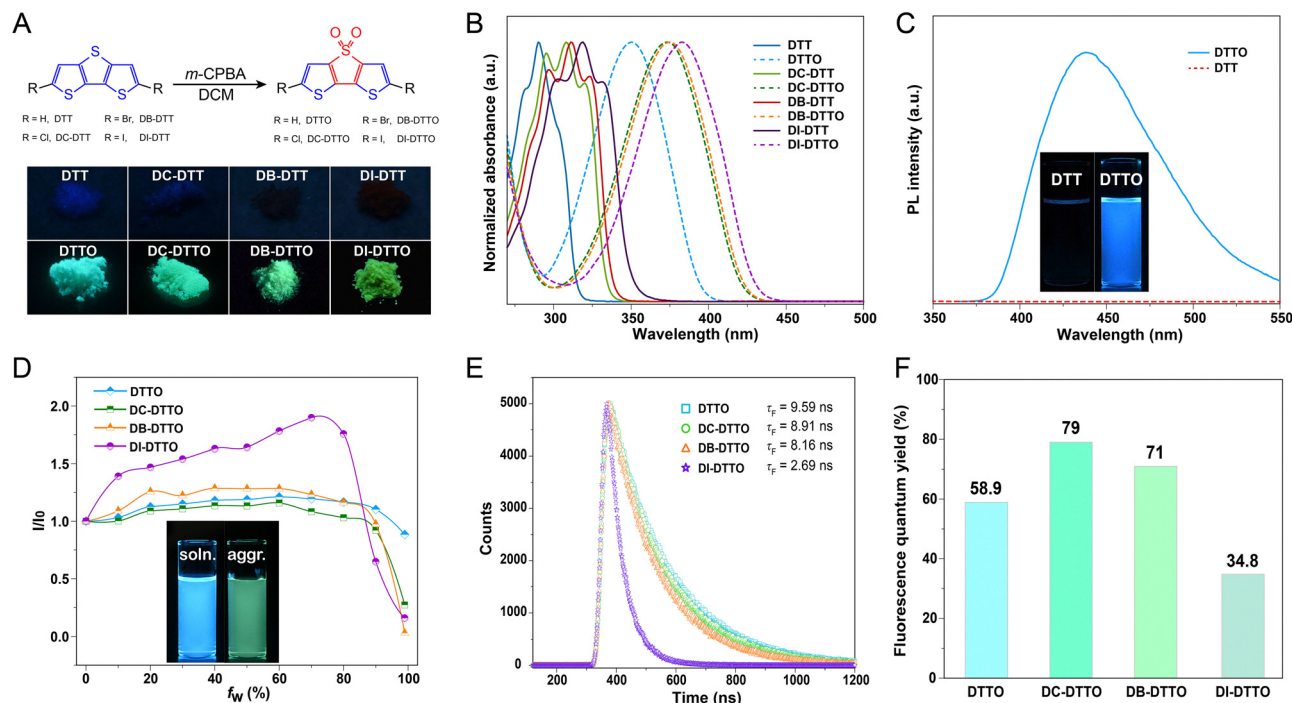 A
S
O O
S
R S S R
m-CPBA
DCM
R S S R
R = H, DTT R = Br, DB-DTT
R = Cl, DC-DTT R = I, DI-DTT
R = H, DTTO R = Br, DB-DTTO
R = Cl, DC-DTTO R = I, DI-DTTO
DTT DC-DTT DB-DTT DI-DTT
DTTO DC-DTTO DB-DTTO DI-DTTO
B
Normalized absorbance (a.u.)
DTT
DTTO
DC-DTT
DC-DTTO
DB-DTT
DB-DTTO
DI-DTT
DI-DTTO
300 350 400 450 500
Wavelength (nm)
C
PL intensity (a.u.)
DTTO
DTT
DTT DTTO
350 400 450 500 550
Wavelength (nm)
D
I/I0
DTTO
DC-DTTO
DB-DTTO
DI-DTTO
2.0
1.5
1.0
0.5
0.0
soln. aggr.
0 20 40 60 80 100
fW (%)
E
Counts
5000
4000
3000
2000
1000
0
DTTO τF = 9.59 ns
DC-DTTO τF = 8.91 ns
DB-DTTO τF = 8.16 ns
DI-DTTO τF = 2.69 ns
200 400 600 800 1000 1200
Time (ns)
F
Fluorescence quantum yield (%)
100
80
60
40
20
0
58.9
79
71
34.8
DTTO DC-DTTO DB-DTTO DI-DTTO